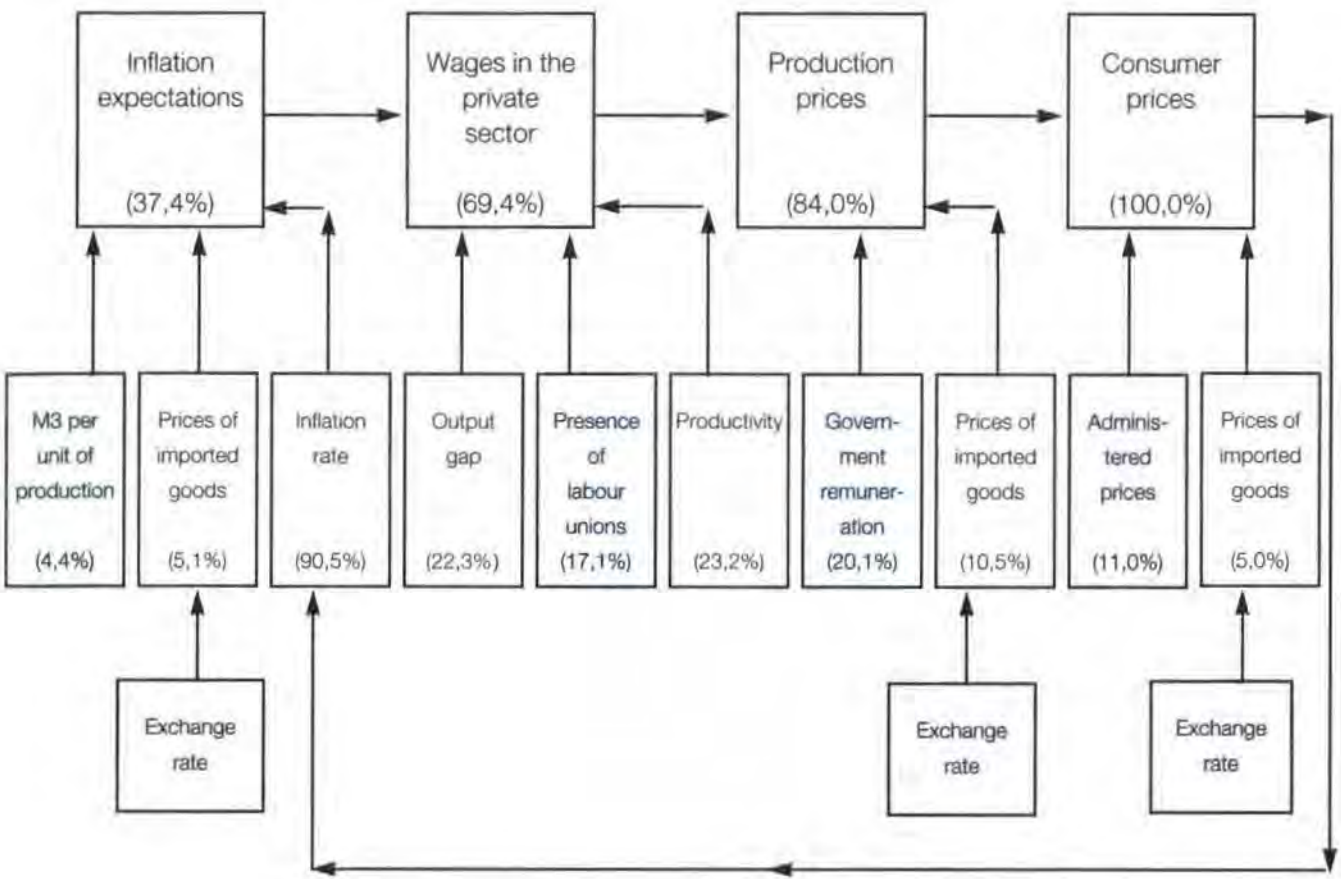 Inflation
expectations
(37,4%)
Wages in the
private
sector
(69,4%)
Production
prices
(84,0%)
Consumer
prices
(100,0%)
M3 per
unit of
production
(4,4%)
Prices of
imported
goods
(5,1%)
Inflation
rate
(90,5%)
Output
gap
(22,3%)
Presence
of
labour
unions
(17,1%)
Productivity
(23,2%)
Govern-
ment
remuner-
ation
(20,1%)
Prices of
imported
goods
(10,5%)
Adminis-
tered
prices
(11,0%)
Prices of
imported
goods
(5,0%)
Exchange
rate
Exchange
rate
Exchange
rate